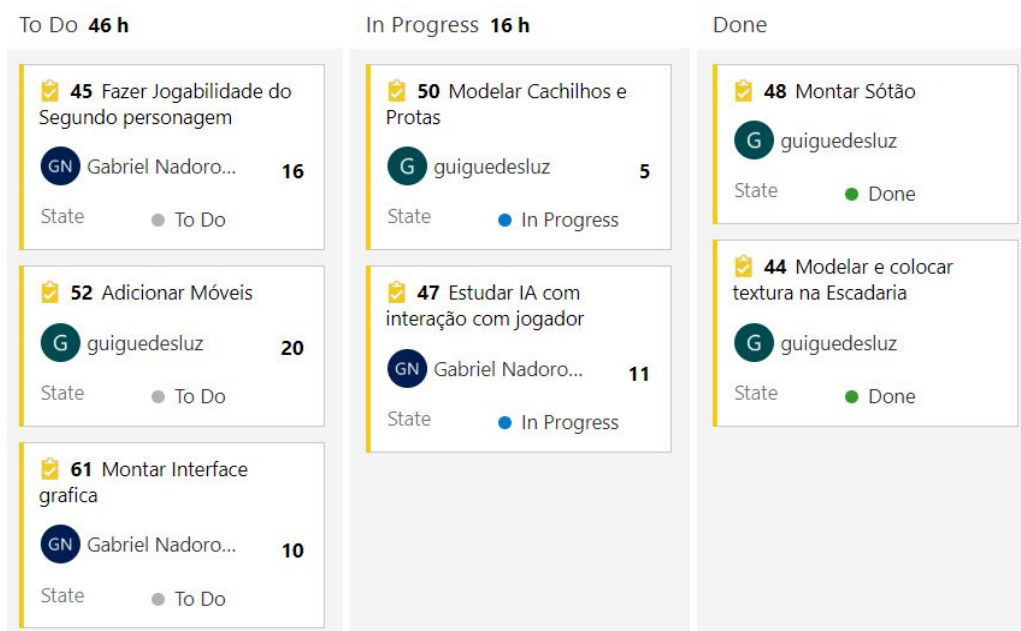 To Do 46 h
45 Fazer Jogabilidade do
Segundo personagem
GN Gabriel Nadoro... 16
State To Do
52 Adicionar Móveis
G guiguedesluz 20
State To Do
61 Montar Interface
grafica
GN Gabriel Nadoro... 10
State To Do
In Progress 16 h
50 Modelar Cachilhos e
Protas
G guiguedesluz 5
State In Progress
47 Estudar IA com
interação com jogador
GN Gabriel Nadoro... 11
State In Progress
Done
48 Montar Sótão
G guiguedesluz
State Done
44 Modelar e colocar
textura na Escadaria
G guiguedesluz
State Done